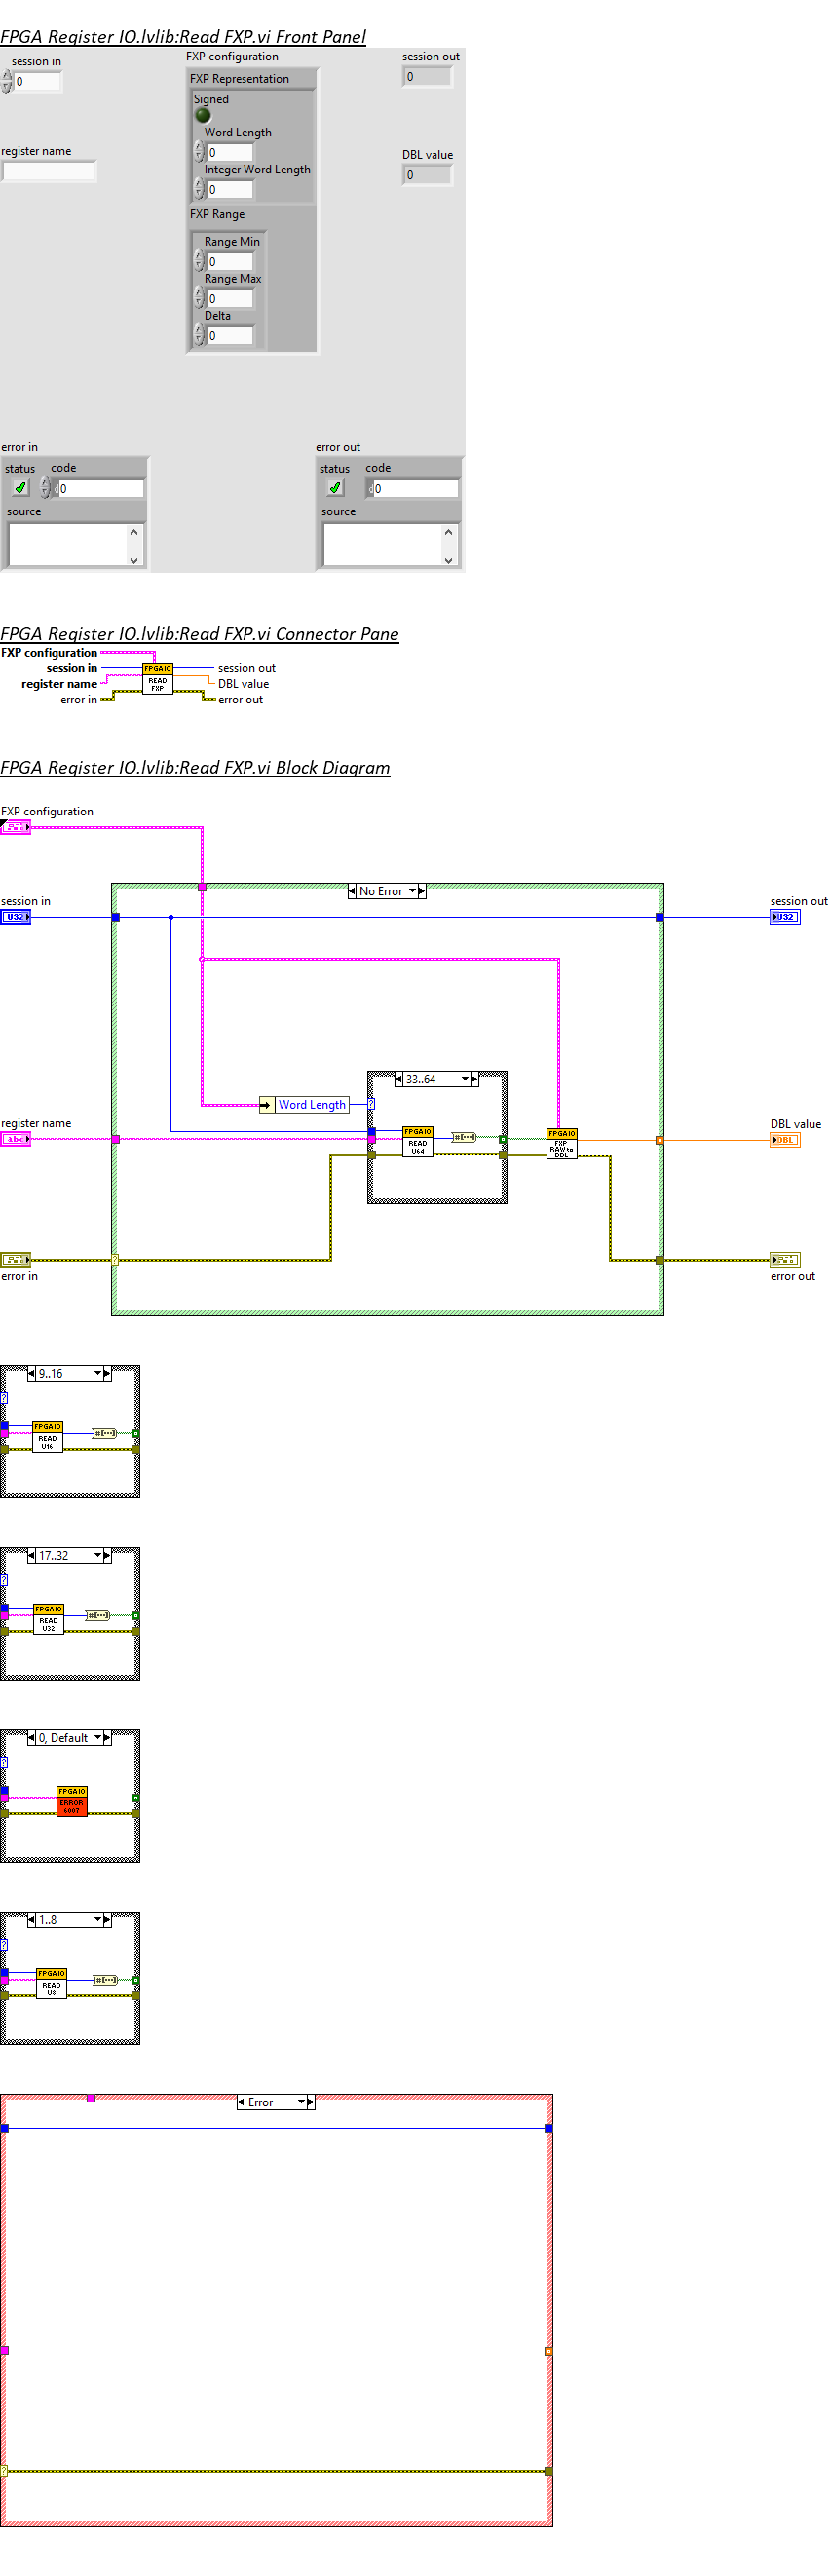 FPGA Register IO.lvlib:Read FXP.vi Front Panel
session in
0
FXP configuration
session out
0
FXP Representation
Signed
Word Length
0
register name
DBL value
0
Integer Word Length
0
FXP Range
Range Min
0
Range Max
0
Delta
0
error in
status code
0
source
error out
status code
0
source
FPGA Register IO.lvlib:Read FXP.vi Connector Pane
FXP configuration
session in
register name
error in
FPGAIO
READ
FXP
session out
DBL value
error out
FPGA Register IO.lvlib:Read FXP.vi Block Diagram
FXP configuration
No Error
session in
U32
session out
U32
33..64
Word Length
?
register name
abc
FPGAIO
READ
U64
#[...]
FPGAIO
FXP
RAW to
DBL
DBL value
DBL
?
error in
error out
9..16
?
FPGAIO
READ
U16
#[...]
17..32
?
FPGAIO
READ
U32
#[...]
0, Default
?
FPGAIO
ERROR
6007
1..8
?
FPGAIO
READ
U8
#[...]
Error
?